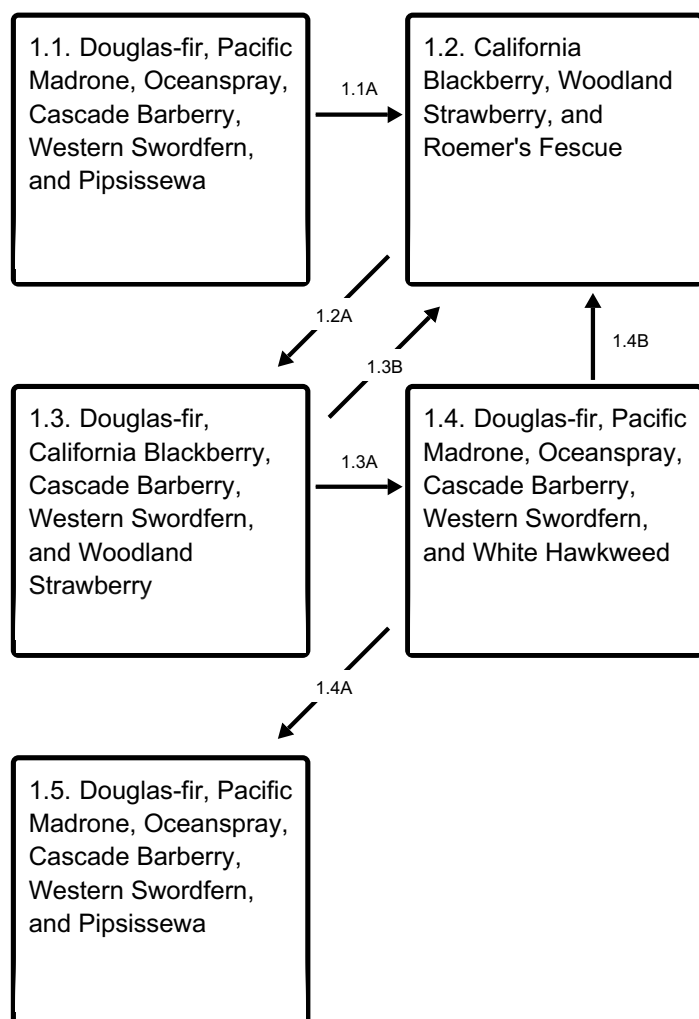 1.1. Douglas-fir, Pacific
Madrone, Oceanspray,
Cascade Barberry,
Western Swordfern,
and Pipsissewa
1.1A
1.2. California
Blackberry, Woodland
Strawberry, and
Roemer's Fescue
1.2A
1.3B
1.4B
1.3. Douglas-fir,
California Blackberry,
Cascade Barberry,
Western Swordfern,
and Woodland
Strawberry
1.3A
1.4. Douglas-fir, Pacific
Madrone, Oceanspray,
Cascade Barberry,
Western Swordfern,
and White Hawkweed
1.4A
1.5. Douglas-fir, Pacific
Madrone, Oceanspray,
Cascade Barberry,
Western Swordfern,
and Pipsissewa